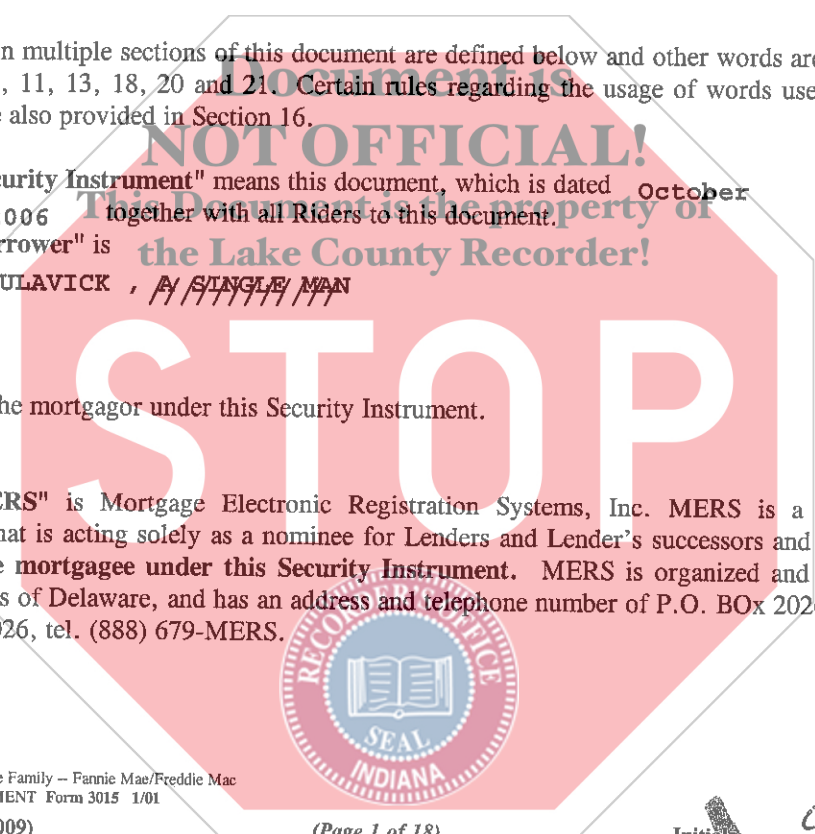 n multiple sections of this document are defined below and other words are
, 11, 13, 18, 20 and 21. Certain rules regarding the usage of words use
also provided in Section 16.
Document is
NOT OFFICIAL!
This Document is the property of
the Lake County Recorder!
curity Instrument" means this document, which is dated October
006 together with all Riders to this document.
rrower" is
ULAVICK , A SINGLE MAN
STOP
he mortgagor under this Security Instrument.
ERS" is Mortgage Electronic Registration Systems, Inc. MERS is a
nat is acting solely as a nominee for Lenders and Lender's successors and
e mortgagee under this Security Instrument. MERS is organized and
s of Delaware, and has an address and telephone number of P.O. BOx 202
026, tel. (888) 679-MERS.
RECORDER OFFICE
SEAL
INDIANA
e Family – Fannie Mae/Freddie Mac
MENT Form 3015 1/01
009)
(Page 1 of 18)